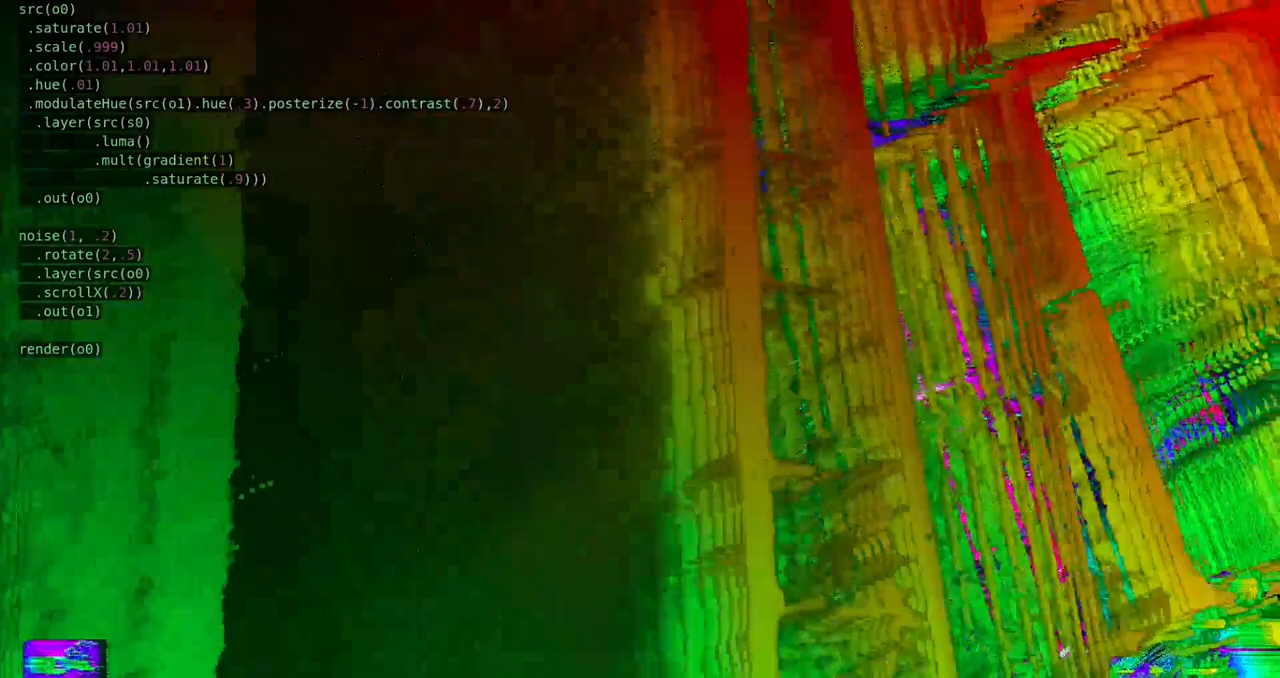 src(o0)
.saturate(1.01)
.scale(.999)
.color(1.01,1.01,1.01)
.hue(.01)
.modulateHue(src(o1).hue(.3).posterize(-1).contrast(.7),2)
.layer(src(s0)
.luma()
.mult(gradient(1)
.saturate(.9)))
.out(o0)
noise(1, .2)
.rotate(2,.5)
.layer(src(o0)
.scrollX(.2))
.out(o1)
render(o0)